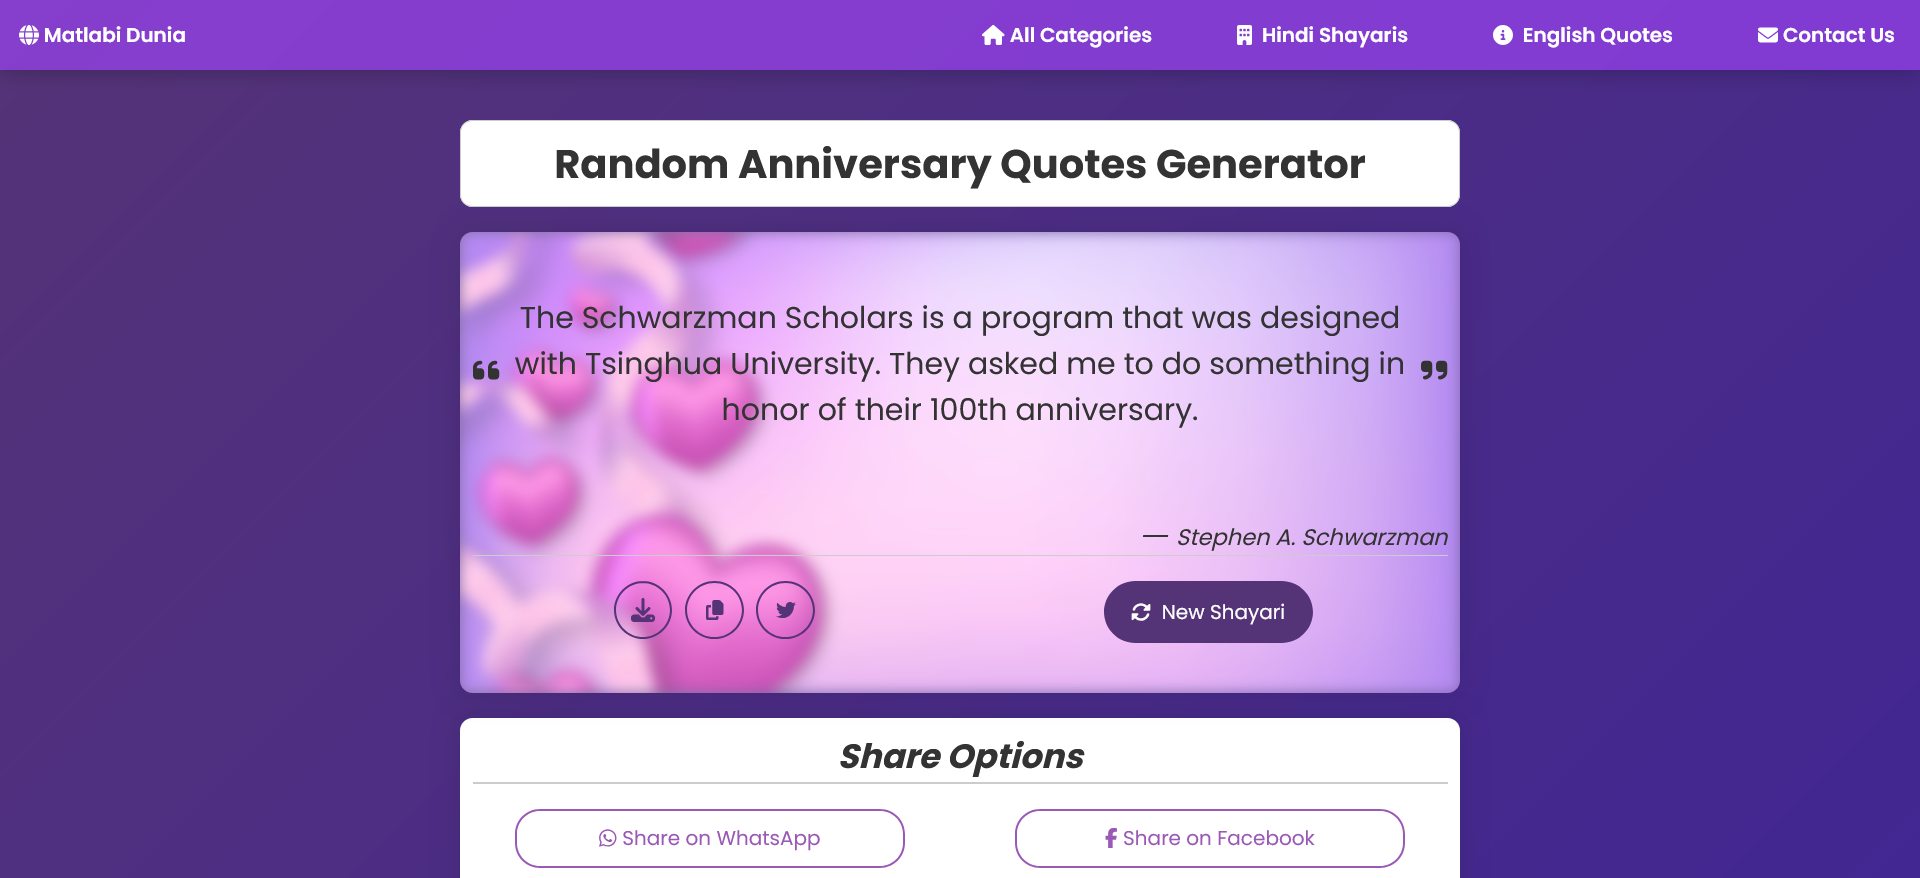 Matlabi Dunia
All Categories
Hindi Shayaris
English Quotes
Contact Us
Random Anniversary Quotes Generator
The Schwarzman Scholars is a program that was designed
with Tsinghua University. They asked me to do something in
honor of their 100th anniversary.
— Stephen A. Schwarzman
New Shayari
Share Options
Share on WhatsApp
Share on Facebook